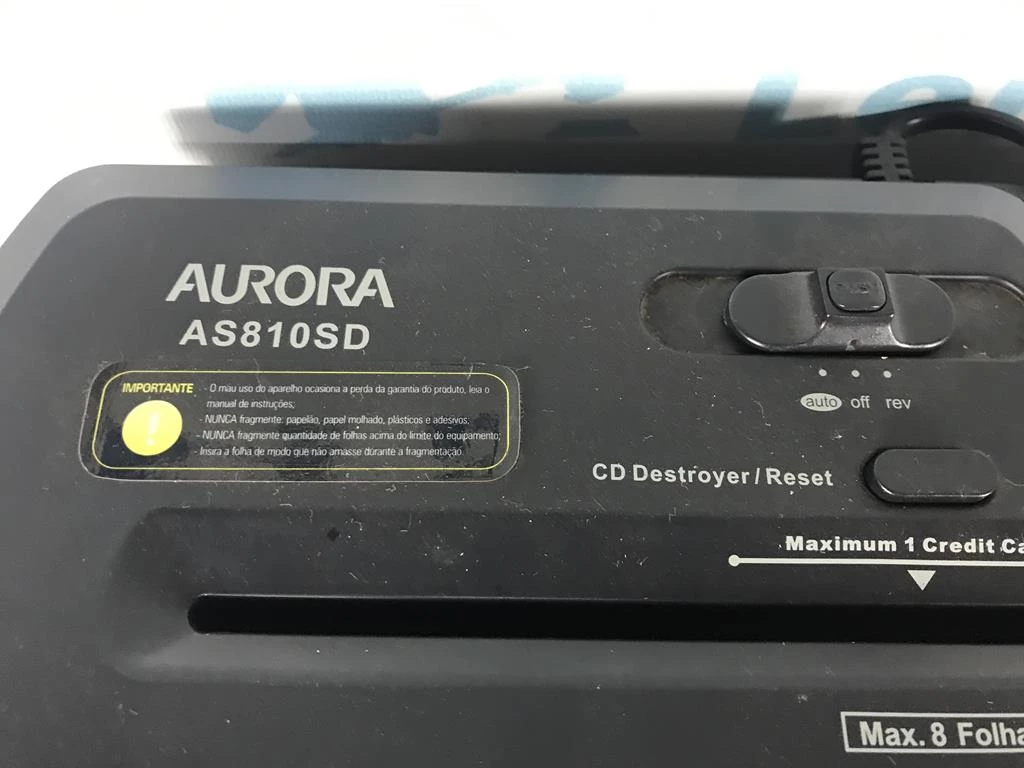 AURORA
AS810SD
IMPORTANTE
- O mau uso do aparelho ocasiona a perda da garantia do produto, leia o
manual de instruções;
- NUNCA fragmente: papelão, papel molhado, plásticos e adesivos;
- NUNCA fragmente quantidade de folhas acima do limite do equipamento;
- Insira a folha de modo que não amasse durante a fragmentação.
auto off rev
CD Destroyer/Reset
Maximum 1 Credit Ca
Max. 8 Folha